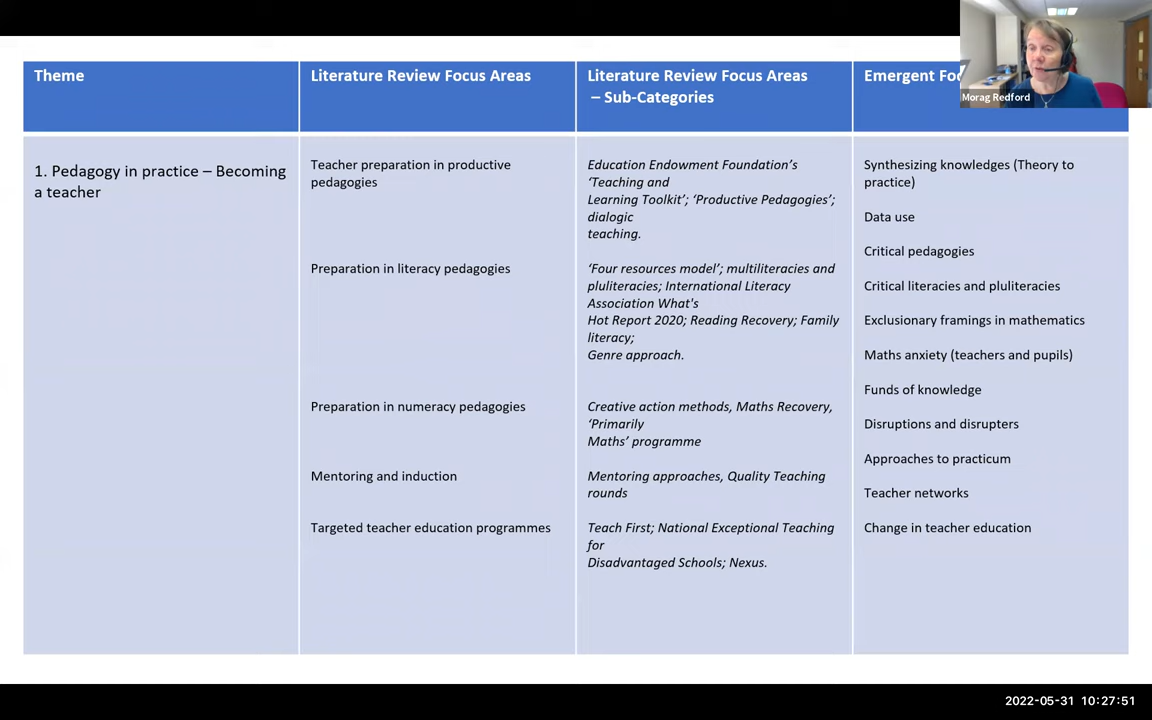 Theme
Literature Review Focus Areas
Literature Review Focus Areas
– Sub-Categories
Emergent
Morag Redford
1. Pedagogy in practice – Becoming
a teacher
Teacher preparation in productive
pedagogies
Preparation in literacy pedagogies
Preparation in numeracy pedagogies
Mentoring and induction
Targeted teacher education programmes
Education Endowment Foundation’s
‘Teaching and
Learning Toolkit’; ‘Productive Pedagogies’;
dialogic
teaching.
‘Four resources model’; multiliteracies and
pluliteracies; International Literacy
Association What's
Hot Report 2020; Reading Recovery; Family
literacy;
Genre approach.
Creative action methods, Maths Recovery,
‘Primarily
Maths’ programme
Mentoring approaches, Quality Teaching
rounds
Teach First; National Exceptional Teaching
for
Disadvantaged Schools; Nexus.
Synthesizing knowledges (Theory to
practice)
Data use
Critical pedagogies
Critical literacies and pluliteracies
Exclusionary framings in mathematics
Maths anxiety (teachers and pupils)
Funds of knowledge
Disruptions and disrupters
Approaches to practicum
Teacher networks
Change in teacher education
2022-05-31 10:27:51